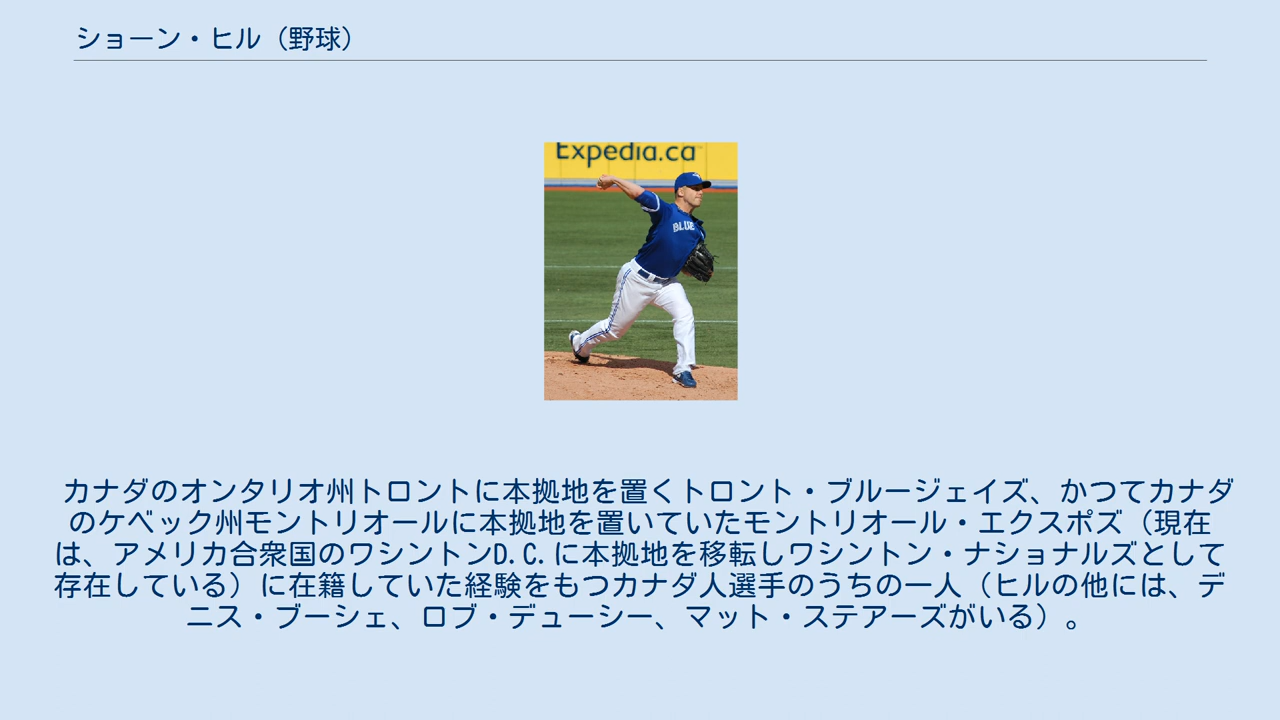 ショーン・ヒル（野球）
Expedia.ca
BLUE
カナダのオンタリオ州トロントに本拠地を置くトロント・ブルージェイズ、かつてカナダ
のケベック州モントリオールに本拠地を置いていたモントリオール・エクスポズ（現在
は、アメリカ合衆国のワシントンD.C.に本拠地を移転しワシントン・ナショナルズとして
存在している）に在籍していた経験をもつカナダ人選手のうちの一人（ヒルの他には、デ
ニス・ブーシェ、ロブ・デューシー、マット・ステアーズがいる）。